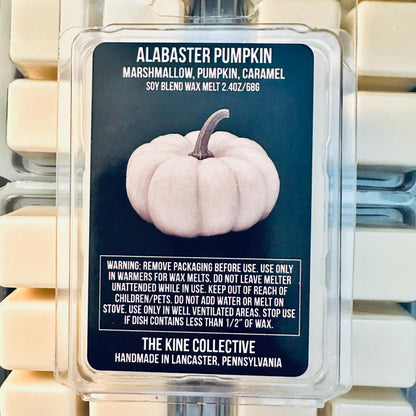 ALABASTER PUMPKIN
MARSHMALLOW, PUMPKIN, CARAMEL
SOY BLEND WAX MELT 2.4OZ/68G
WARNING: REMOVE PACKAGING BEFORE USE. USE ONLY
IN WARMERS FOR WAX MELTS. DO NOT LEAVE MELTER
UNATTENDED WHILE IN USE. KEEP OUT OF REACH OF
CHILDREN/PETS. DO NOT ADD WATER OR MELT ON
STOVE. USE ONLY IN WELL VENTILATED AREAS. STOP USE
IF DISH CONTAINS LESS THAN 1/2" OF WAX.
THE KINE COLLECTIVE
HANDMADE IN LANCASTER, PENNSYLVANIA